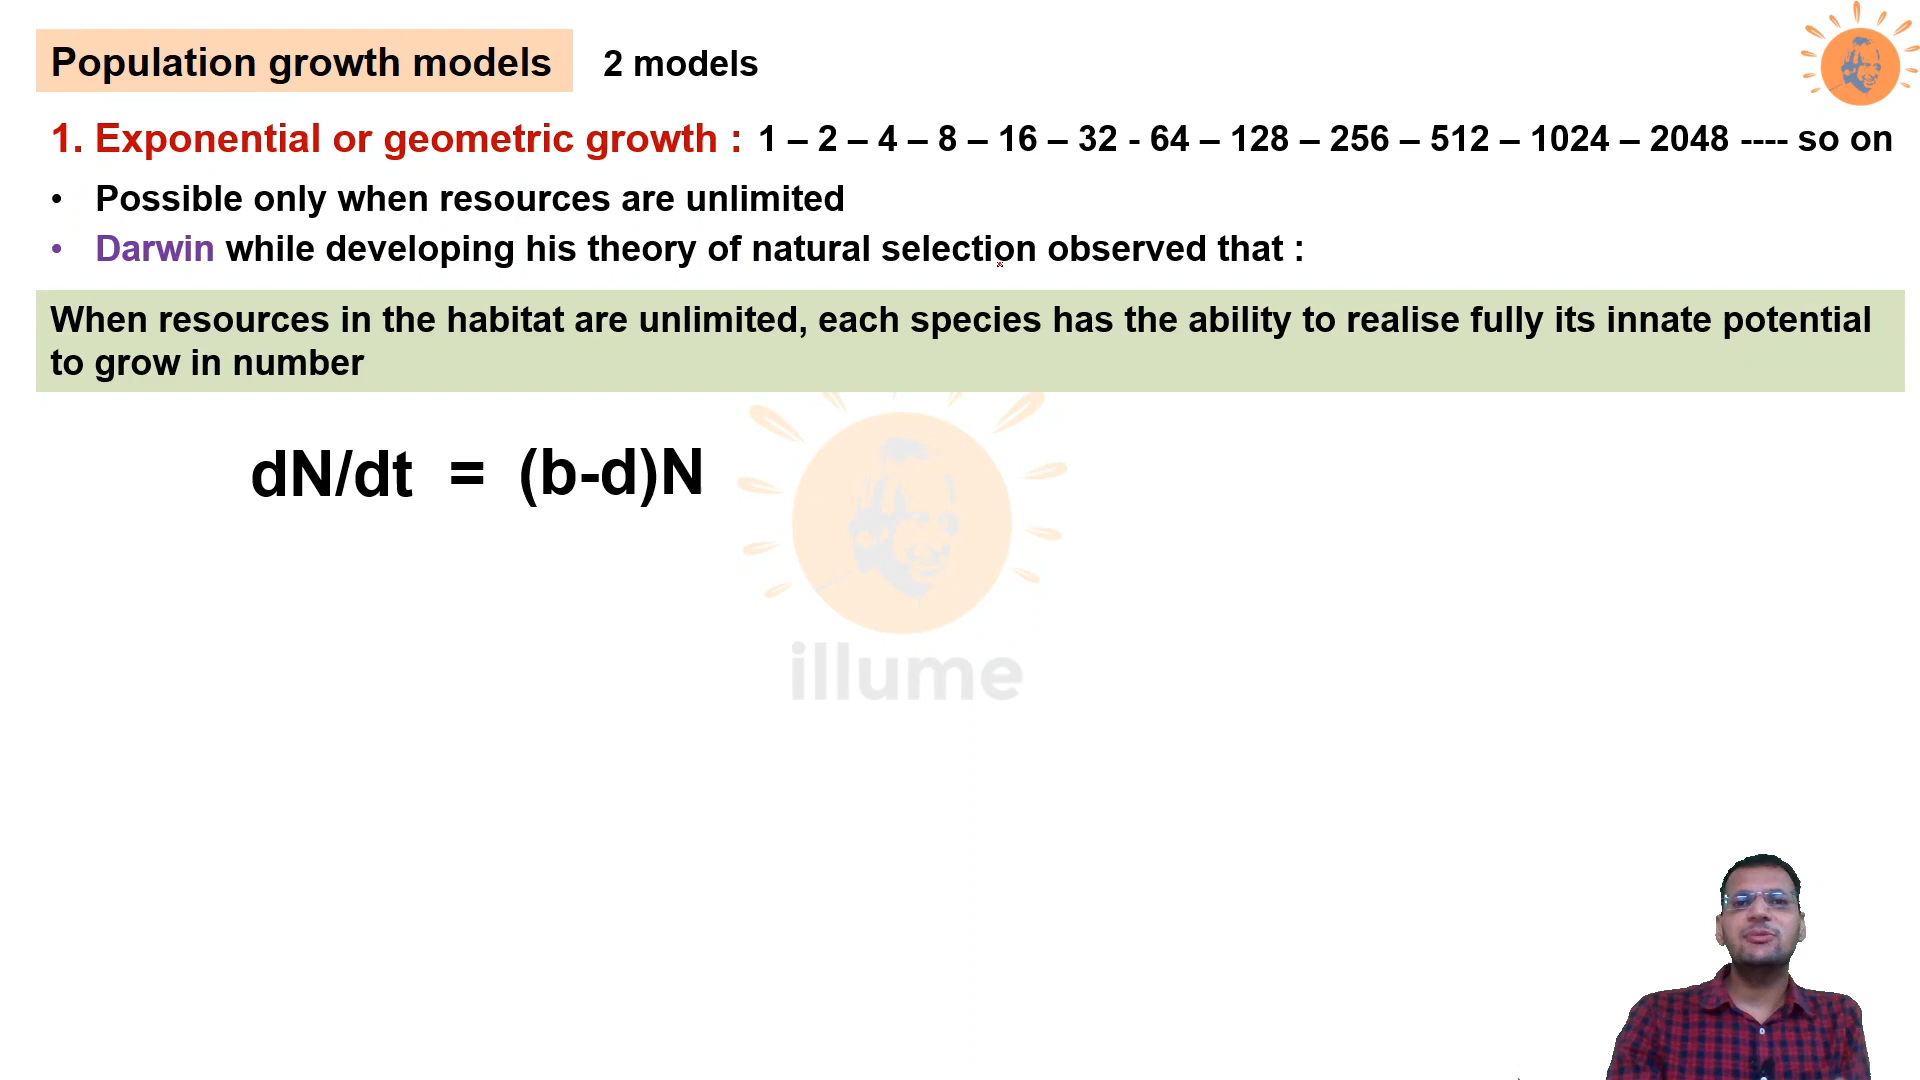 Population growth models 2 models
1. Exponential or geometric growth : 1 – 2 – 4 – 8 – 16 – 32 - 64 – 128 – 256 – 512 – 1024 – 2048 ---- so on
• Possible only when resources are unlimited
• Darwin while developing his theory of natural selection observed that :
When resources in the habitat are unlimited, each species has the ability to realise fully its innate potential
to grow in number
dN/dt = (b-d)N
illume